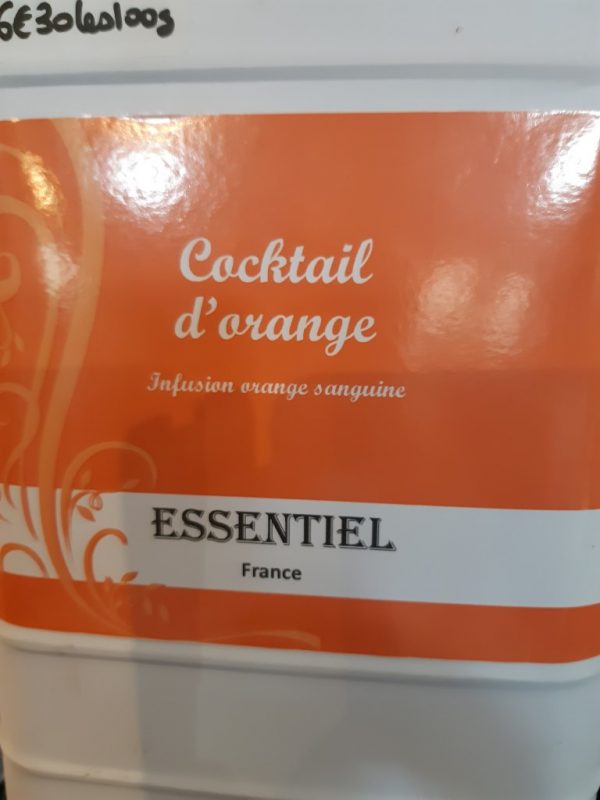 6€30les100g
Cocktail
d'orange
Infusion orange sanguine
ESSENTIEL
France